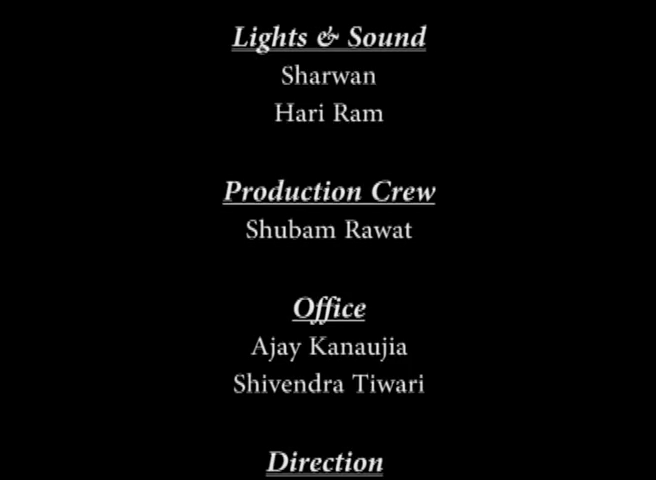 Lights & Sound
Sharwan
Hari Ram
Production Crew
Shubam Rawat
Office
Ajay Kanaujia
Shivendra Tiwari
Direction